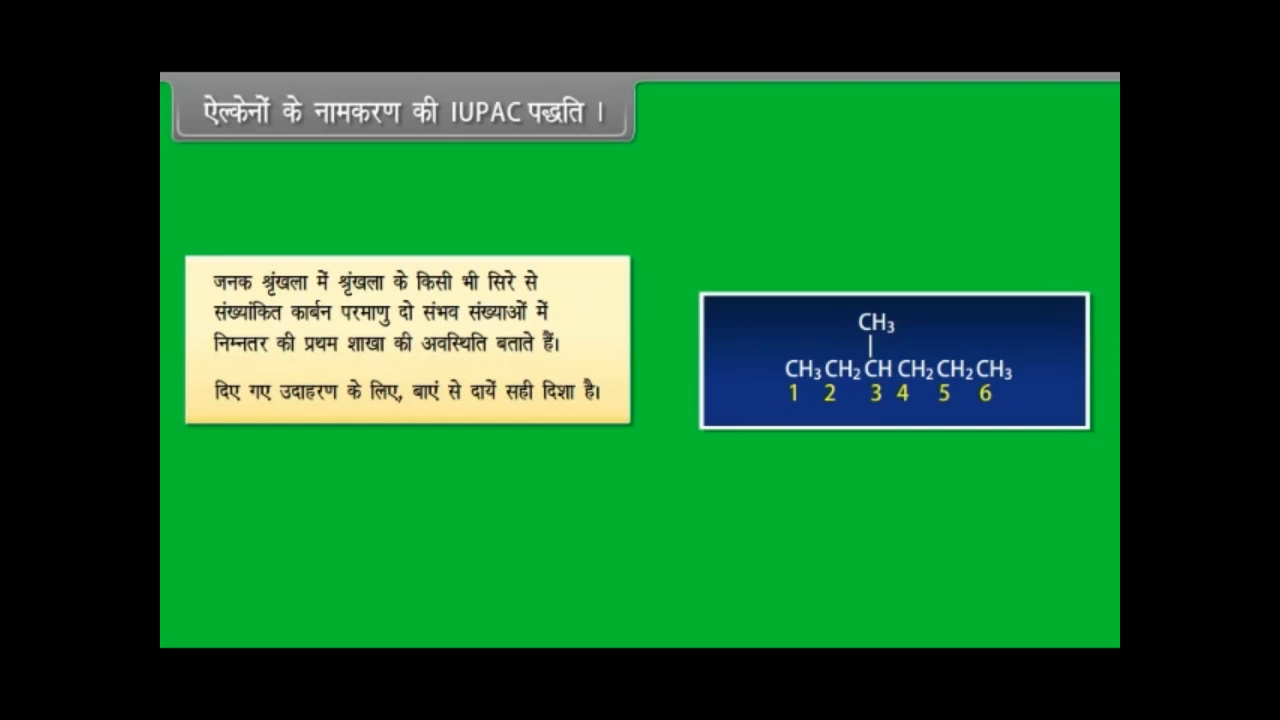 ऐल्केनों के नामकरण की IUPAC पद्धति ।
जनक श्रृंखला में श्रृंखला के किसी भी सिरे से
संख्यांकित कार्बन परमाणु दो संभव संख्याओं में
निम्नतर की प्रथम शाखा की अवस्थिति बताते हैं।
दिए गए उदाहरण के लिए, बाएं से दायें सही दिशा है।
CH₃
|
CH₃ CH₂ CH CH₂ CH₂ CH₃
1 2 3 4 5 6